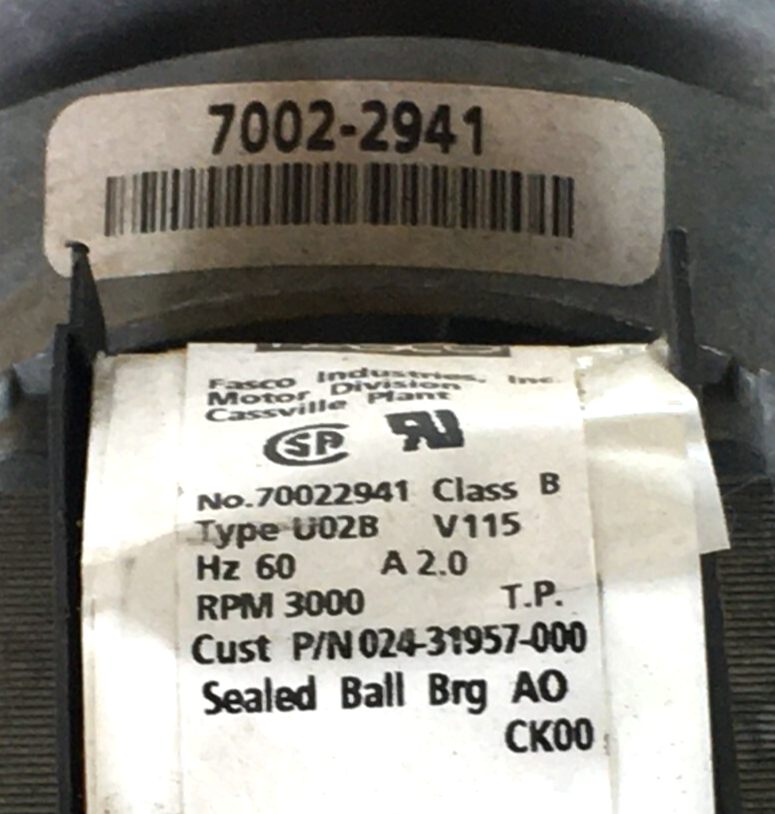 7002-2941
Fasco Industries, Inc.
Motor Division
Cassville Plant
SP
No.70022941 Class B
Type U02B V115
Hz 60 A 2.0
RPM 3000 T.P.
Cust P/N 024-31957-000
Sealed Ball Brg AO
CK00